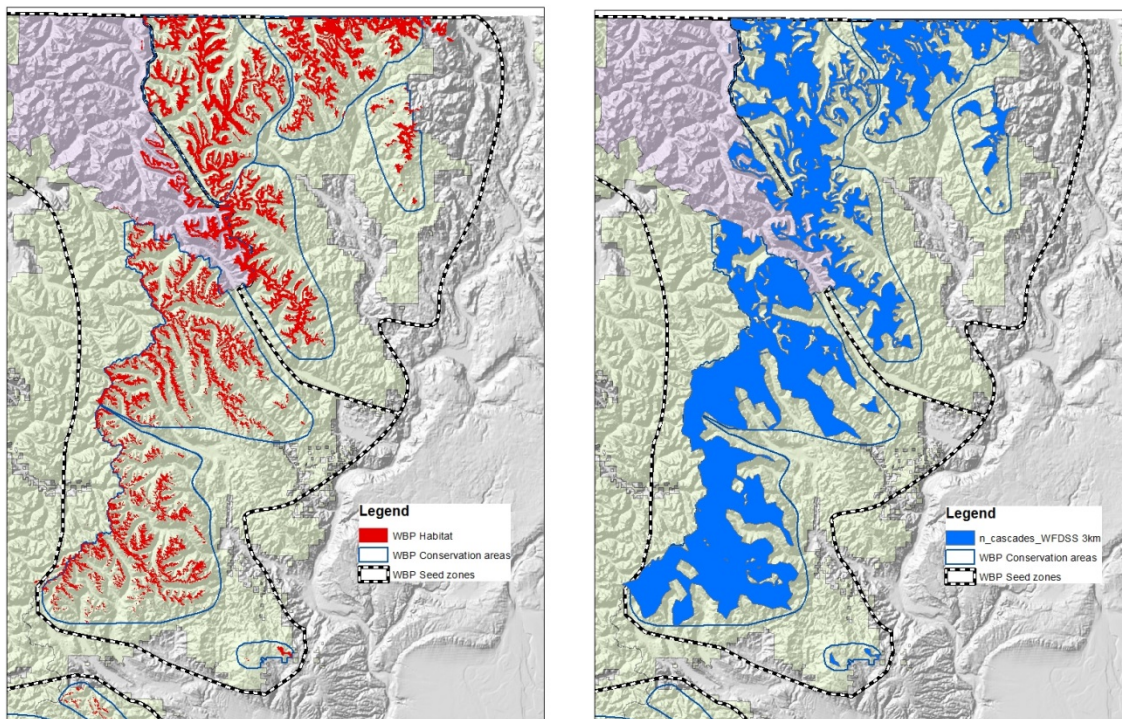 Legend
WBP Habitat
WBP Conservation areas
WBP Seed zones
Legend
n_cascades_WFDSS 3km
WBP Conservation areas
WBP Seed zones